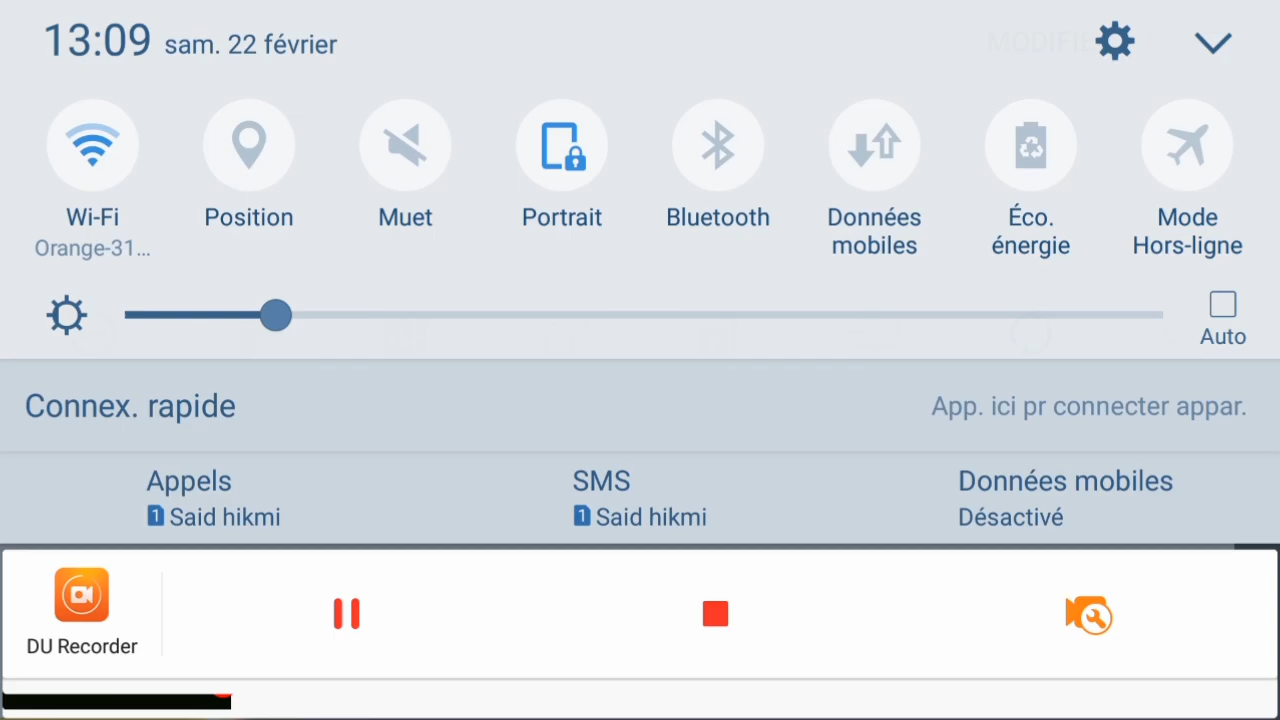 13:09 sam. 22 février MODIFIE
Wi-Fi Position Muet Portrait Bluetooth Données mobiles Éco. énergie Mode Hors-ligne
Orange-31...
Auto
Connex. rapide App. ici pr connecter appar.
Appels SMS Données mobiles
1 Said hikmi 1 Said hikmi Désactivé
DU Recorder